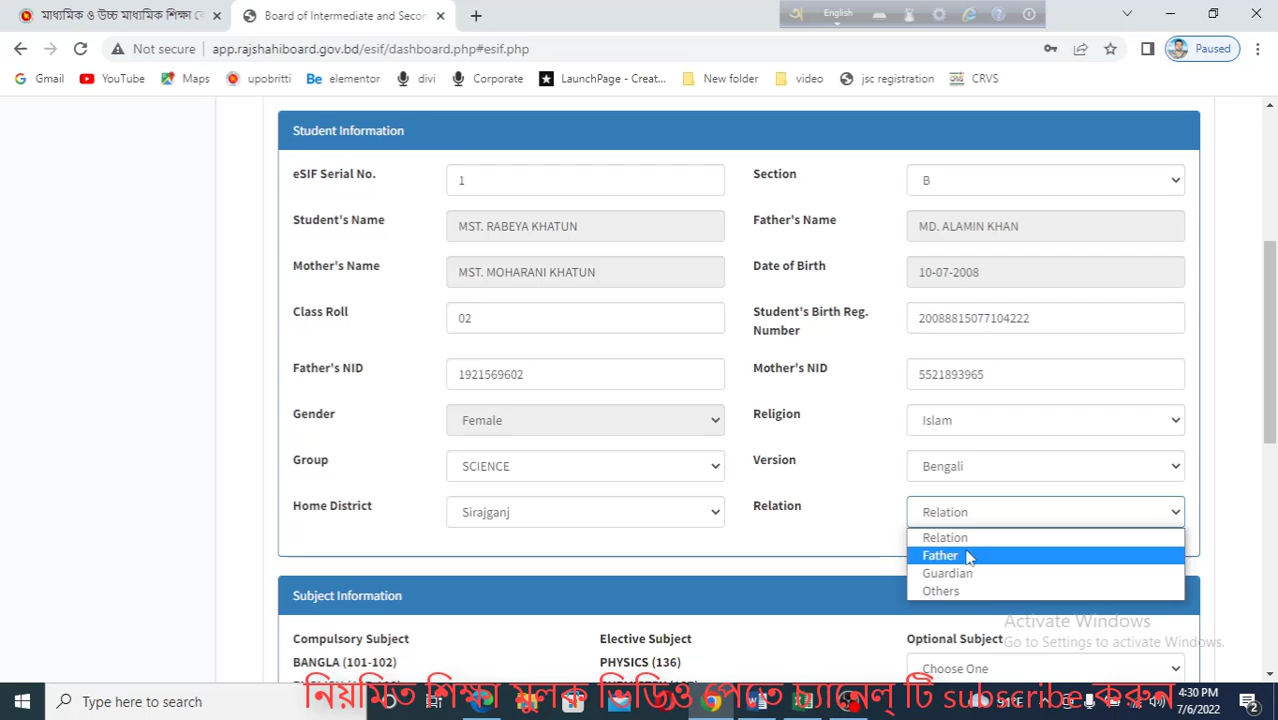 মাধ্যমিক ও উচ্চ মাধ্যমিক শিক্ষা বো
Board of Intermediate and Secon
English
Not secure
app.rajshahiboard.gov.bd/esif/dashboard.php#esif.php
Paused
Gmail
YouTube
Maps
upobritti
Be elementor
divi
Corporate
LaunchPage - Creat...
New folder
video
jsc registration
CRVS
Student Information
eSIF Serial No. 1
Section B
Student's Name MST. RABEYA KHATUN
Father's Name MD. ALAMIN KHAN
Mother's Name MST. MOHARANI KHATUN
Date of Birth 10-07-2008
Class Roll 02
Student's Birth Reg. Number 20088815077104222
Father's NID 1921569602
Mother's NID 5521893965
Gender Female
Religion Islam
Group SCIENCE
Version Bengali
Home District Sirajganj
Relation Relation
Relation
Father
Guardian
Others
Subject Information
Activate Windows
Go to Settings to activate Windows.
Compulsory Subject
Elective Subject
Optional Subject
BANGLA (101-102)
PHYSICS (136)
Choose One
নিয়মিত শিক্ষা মুলক ভিডিও পেতে চ্যানেল্ টি subscribe করুন
Type here to search
91°F
4:30 PM
7/6/2022
2